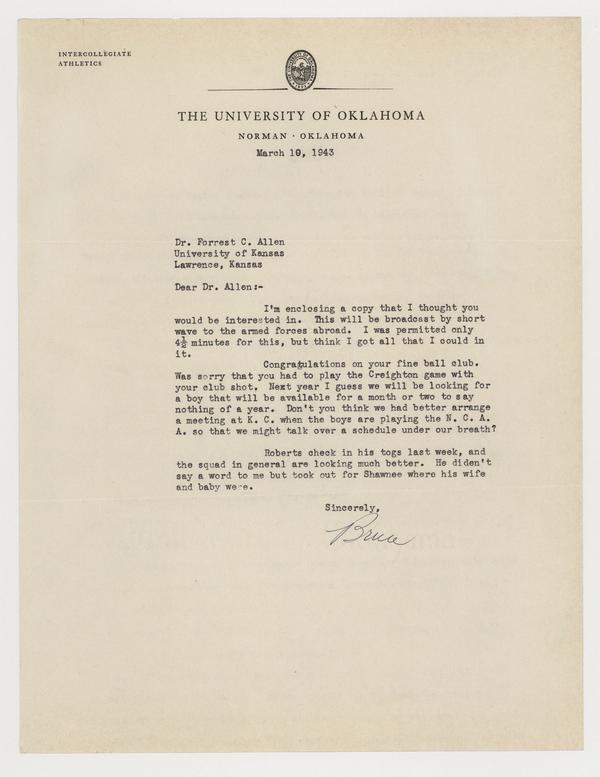 INTERCOLLEGIATE
ATHLETICS
THE UNIVERSITY OF OKLAHOMA
NORMAN · OKLAHOMA
March 10, 1943
Dr. Forrest C. Allen
University of Kansas
Lawrence, Kansas
Dear Dr. Allen:-
I'm enclosing a copy that I thought you
would be interested in. This will be broadcast by short
wave to the armed forces abroad. I was permitted only
4½ minutes for this, but think I got all that I could in
it.
Congratulations on your fine ball club.
Was sorry that you had to play the Creighton game with
your club shot. Next year I guess we will be looking for
a boy that will be available for a month or two to say
nothing of a year. Don't you think we had better arrange
a meeting at K. C. when the boys are playing the N. C. A.
A. so that we might talk over a schedule under our breath?
Roberts check in his togs last week, and
the squad in general are looking much better. He diden't
say a word to me but took out for Shawnee where his wife
and baby were.
Sincerely,
Bruce